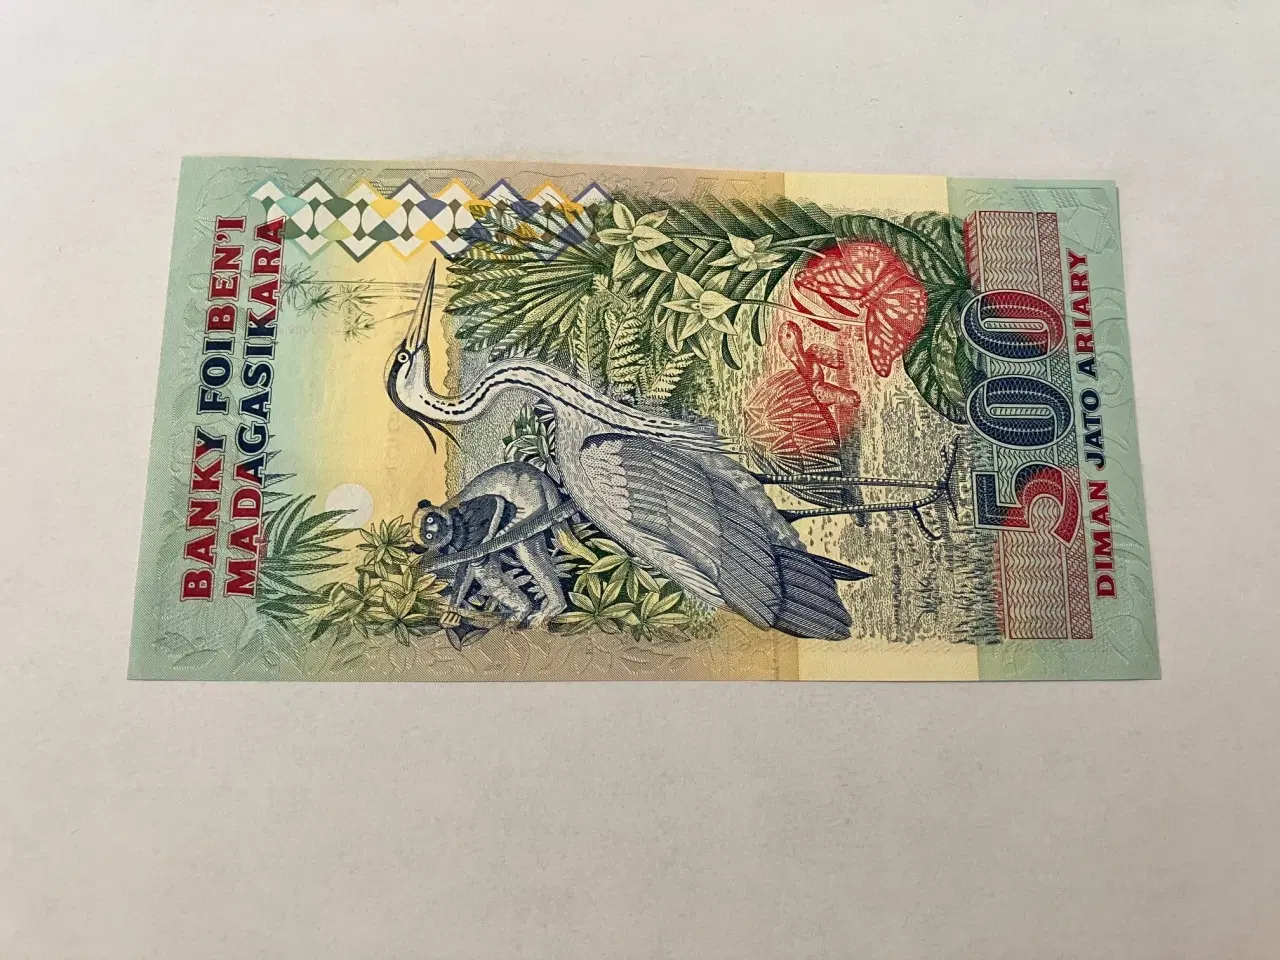 BANKY FOIBEN'I
MADAGASIKARA
500
DIMAN JATO ARIARY